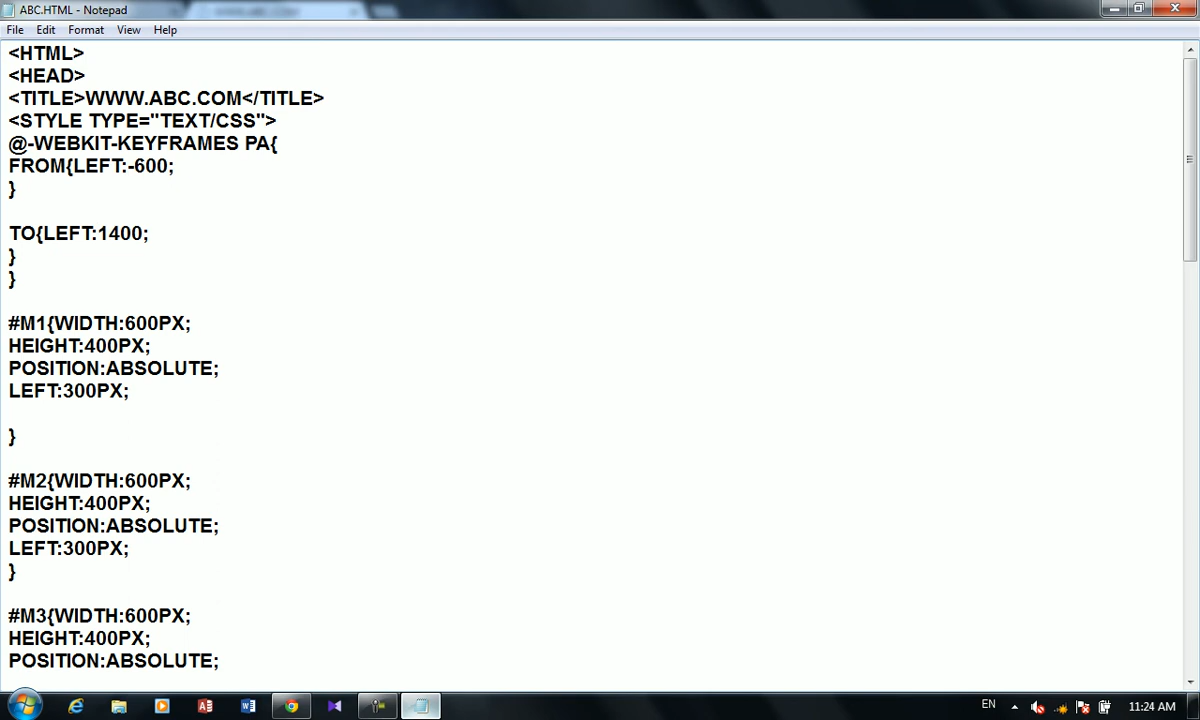 ABC.HTML - Notepad
File Edit Format View Help
<HTML>
<HEAD>
<TITLE>WWW.ABC.COM</TITLE>
<STYLE TYPE="TEXT/CSS">
@-WEBKIT-KEYFRAMES PA{
FROM{LEFT:-600;
}
TO{LEFT:1400;
}
}
#M1{WIDTH:600PX;
HEIGHT:400PX;
POSITION:ABSOLUTE;
LEFT:300PX;
}
#M2{WIDTH:600PX;
HEIGHT:400PX;
POSITION:ABSOLUTE;
LEFT:300PX;
}
#M3{WIDTH:600PX;
HEIGHT:400PX;
POSITION:ABSOLUTE;
EN 11:24 AM